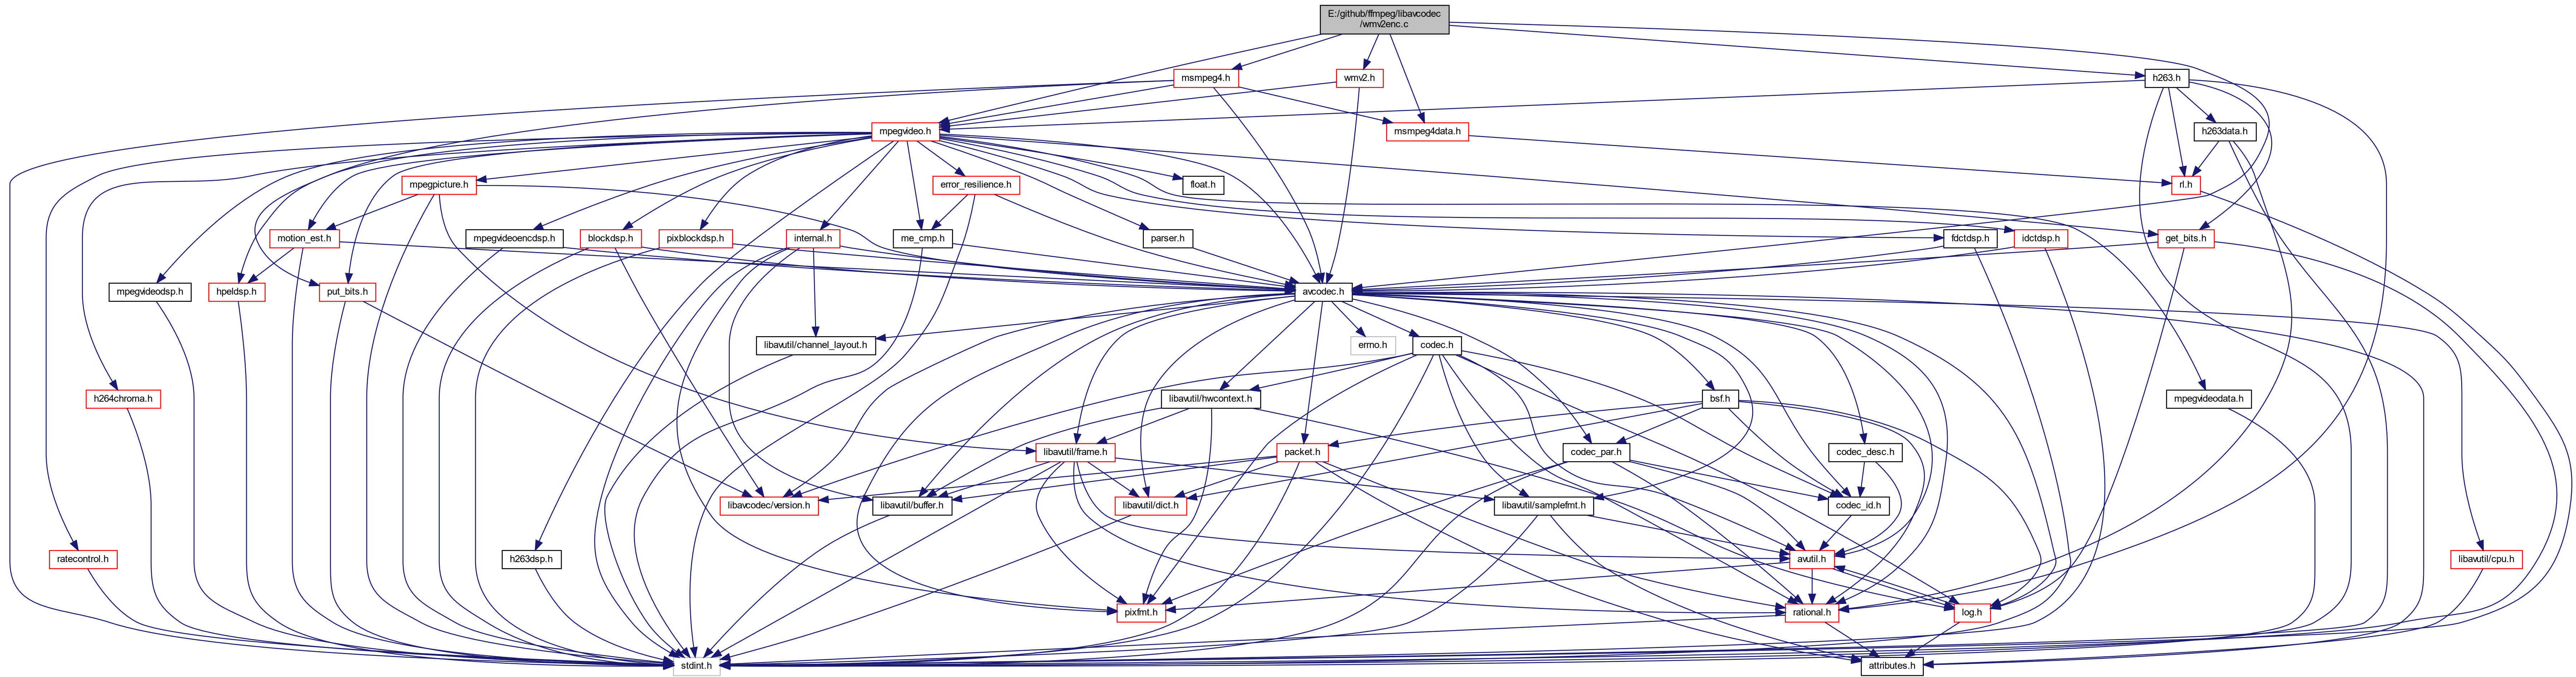 E:/github/ffmpeg/libavcodec
/wmv2enc.c
msmpeg4.h
wmv2.h
h263.h
mpegvideo.h
msmpeg4data.h
h263data.h
mpegpicture.h
error_resilience.h
float.h
rl.h
motion_est.h
mpegvideoencdsp.h
blockdsp.h
pixblockdsp.h
internal.h
me_cmp.h
parser.h
fdctdsp.h
idctdsp.h
get_bits.h
mpegvideodsp.h
hpeldsp.h
put_bits.h
avcodec.h
libavutil/channel_layout.h
errno.h
codec.h
h264chroma.h
libavutil/hwcontext.h
bsf.h
mpegvideodata.h
libavutil/frame.h
packet.h
codec_par.h
codec_desc.h
libavcodec/version.h
libavutil/buffer.h
libavutil/dict.h
libavutil/samplefmt.h
codec_id.h
ratecontrol.h
h263dsp.h
avutil.h
libavutil/cpu.h
pixfmt.h
rational.h
log.h
stdint.h
attributes.h